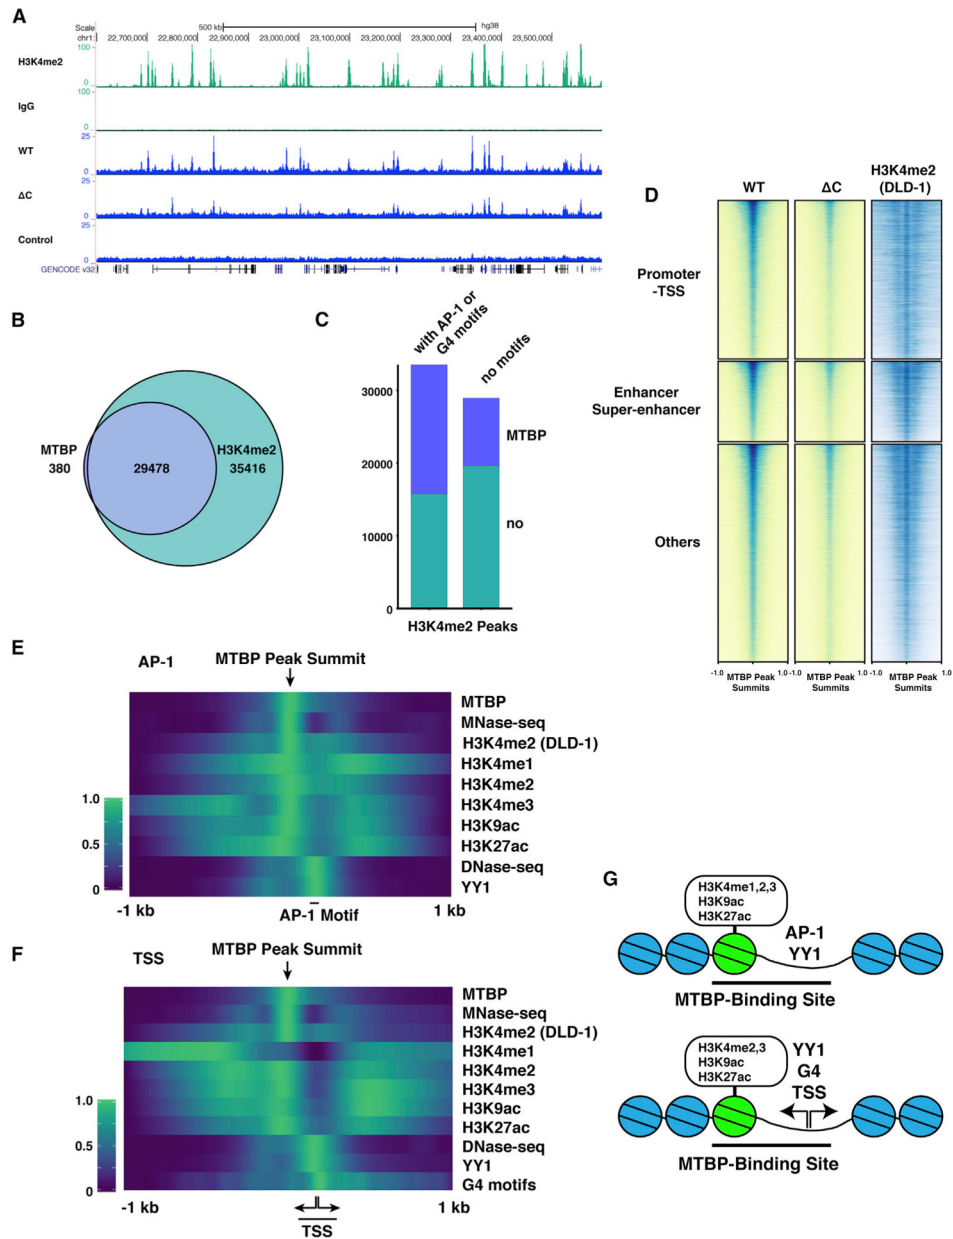 A
Scale
500 kb
hg38
chr1:
22,700,000
22,800,000
22,900,000
23,000,000
23,100,000
23,200,000
23,300,000
23,400,000
23,500,000
100
H3K4me2
0
100
IgG
0
25
WT
0
25
ΔC
0
25
Control
0
GENCODE v32
B
MTBP
380
29478
H3K4me2
35416
C
with AP-1 or
G4 motifs
no motifs
30000
20000
10000
0
MTBP
no
H3K4me2 Peaks
D
WT
ΔC
H3K4me2
(DLD-1)
Promoter
-TSS
Enhancer
Super-enhancer
Others
-1.0
1.0
-1.0
1.0
-1.0
1.0
MTBP Peak
Summits
MTBP Peak
Summits
MTBP Peak
Summits
E
AP-1
MTBP Peak Summit
MTBP
MNase-seq
H3K4me2 (DLD-1)
H3K4me1
H3K4me2
H3K4me3
H3K9ac
H3K27ac
DNase-seq
YY1
1.0
0.5
0
-1 kb
AP-1 Motif
1 kb
F
TSS
MTBP Peak Summit
MTBP
MNase-seq
H3K4me2 (DLD-1)
H3K4me1
H3K4me2
H3K4me3
H3K9ac
H3K27ac
DNase-seq
YY1
G4 motifs
1.0
0.5
0
-1 kb
TSS
1 kb
G
H3K4me1,2,3
H3K9ac
H3K27ac
AP-1
YY1
MTBP-Binding Site
H3K4me2,3
H3K9ac
H3K27ac
YY1
G4
TSS
MTBP-Binding Site